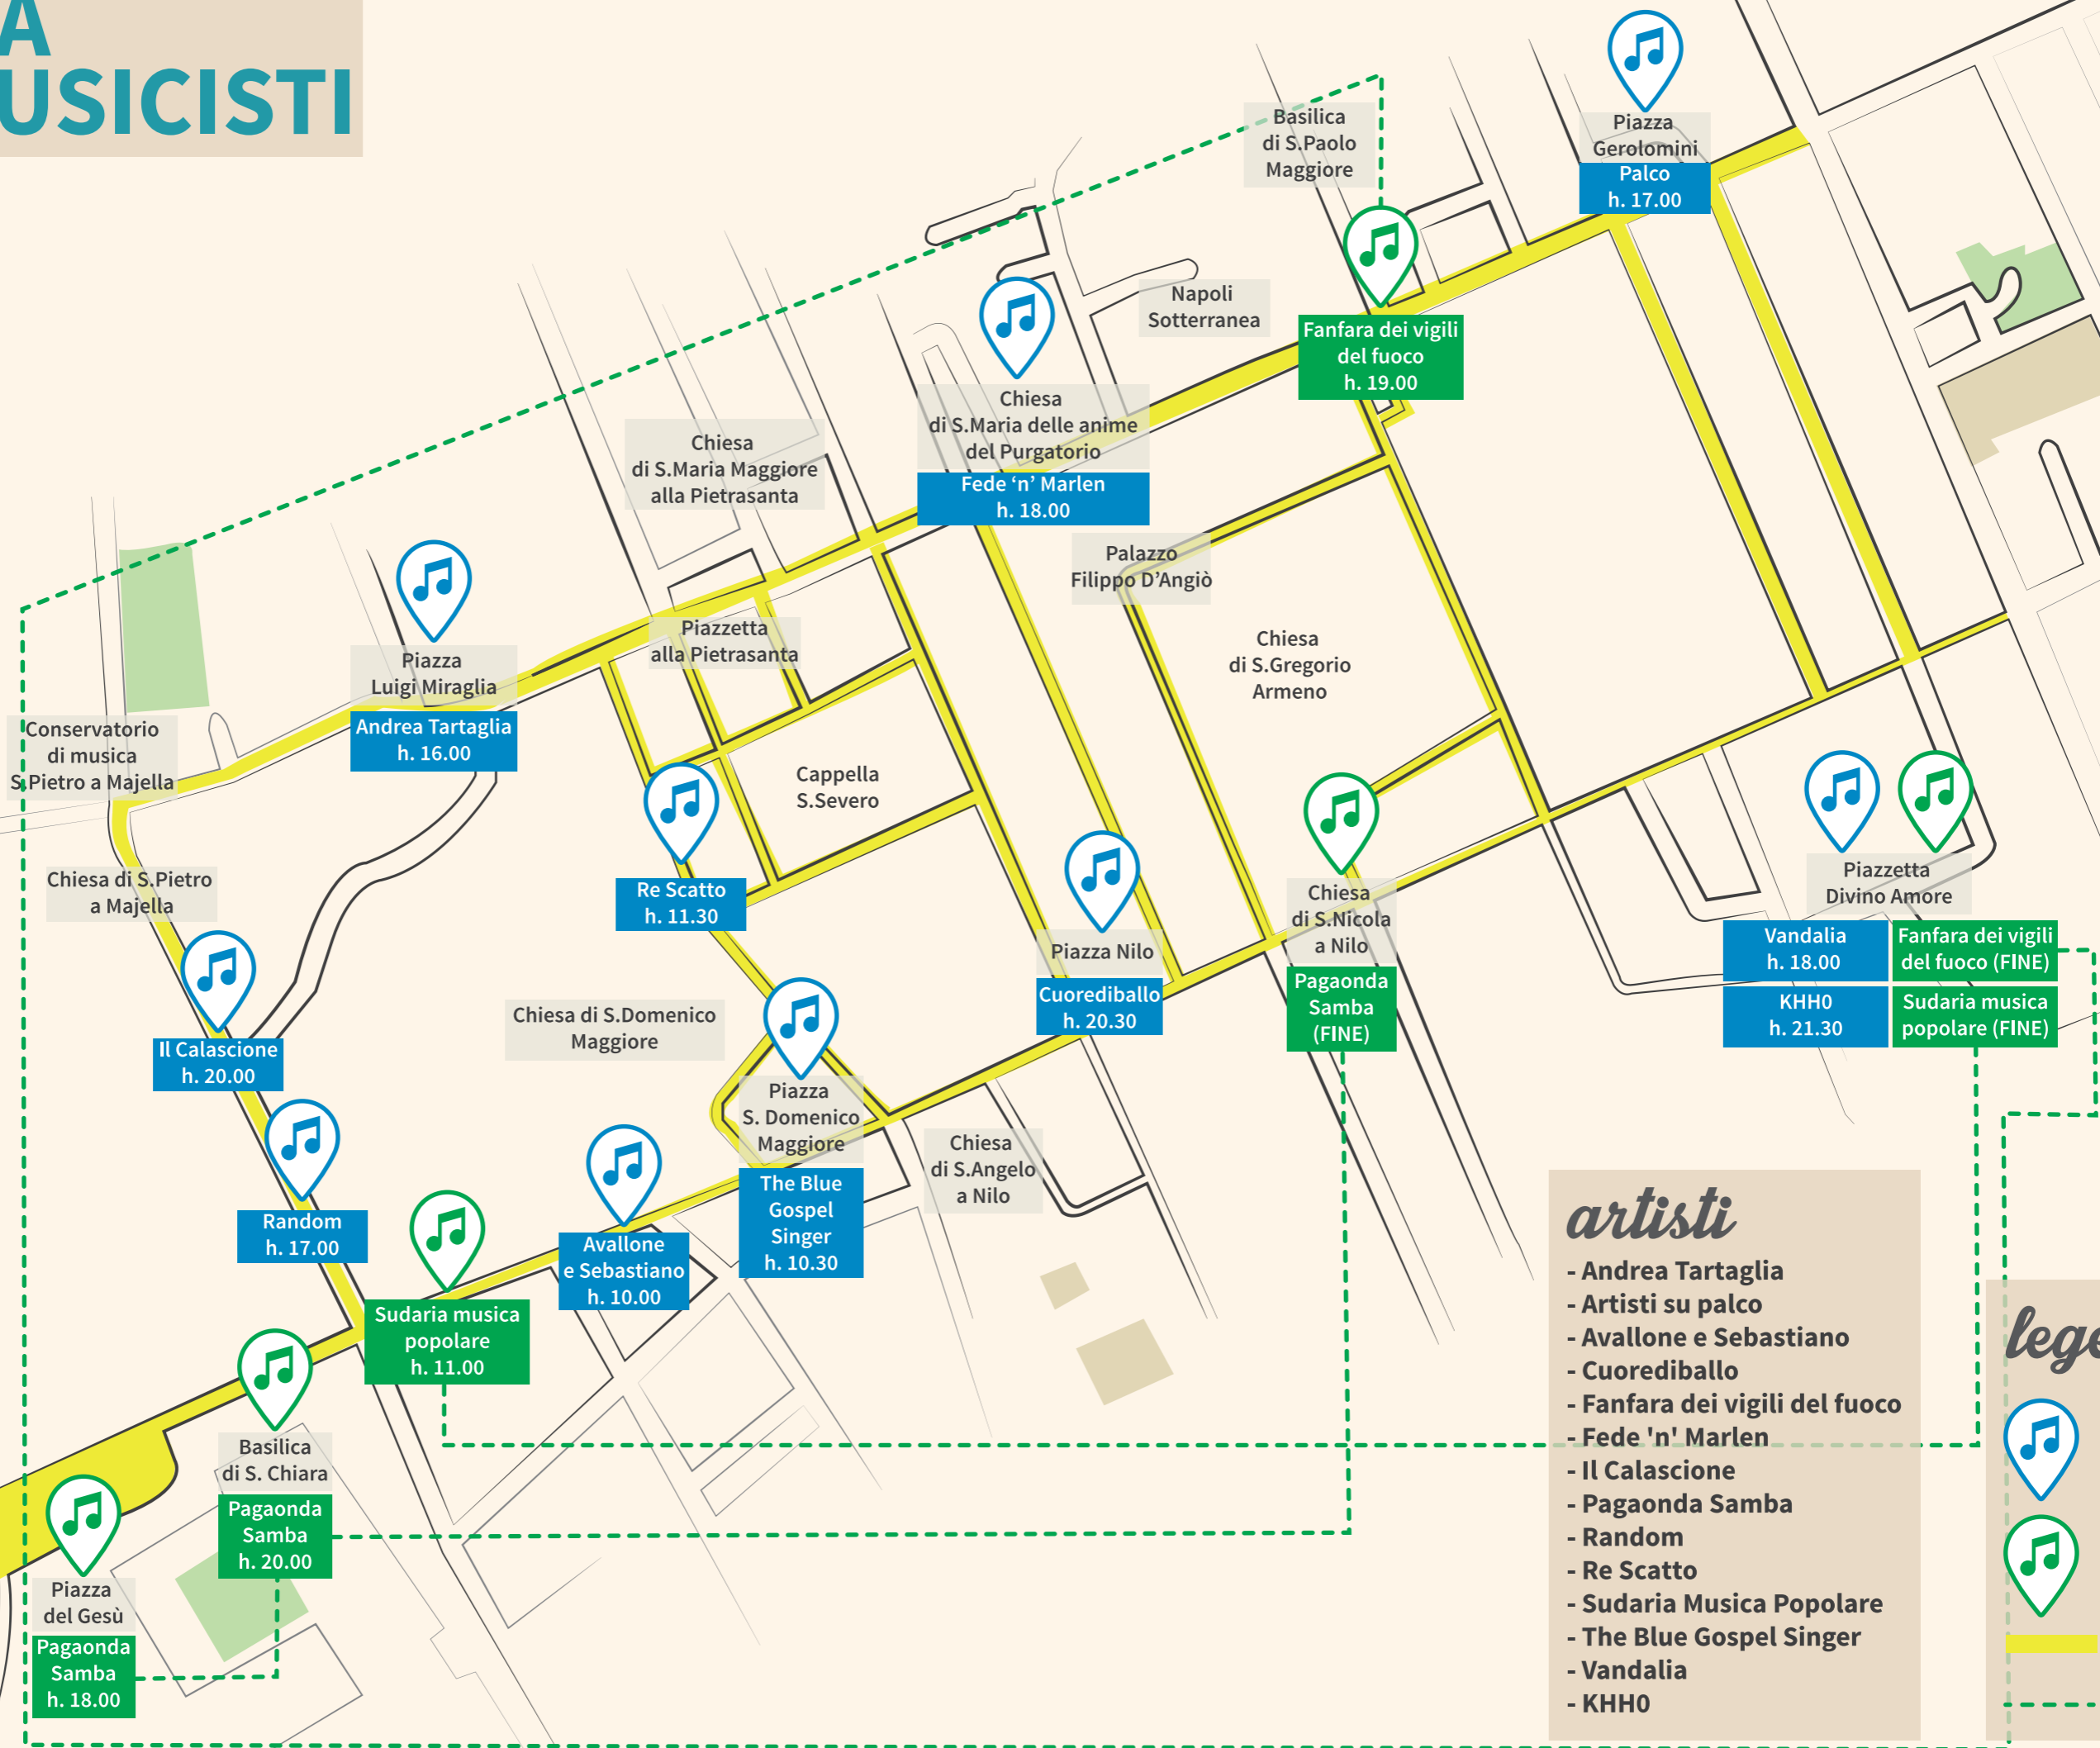 A
USICISTI
Piazza
Gerolomini
Palco
h. 17.00
Basilica
di S.Paolo
Maggiore
Napoli
Sotterranea
Fanfara dei vigili
del fuoco
h. 19.00
Chiesa
di S.Maria delle anime
del Purgatorio
Fede ‘n’ Marlen
h. 18.00
Chiesa
di S.Maria Maggiore
alla Pietrasanta
Palazzo
Filippo D’Angiò
Piazzetta
alla Pietrasanta
Chiesa
di S.Gregorio
Armeno
Piazza
Luigi Miraglia
Andrea Tartaglia
h. 16.00
Conservatorio
di musica
S.Pietro a Majella
Cappella
S.Severo
Chiesa di S.Pietro
a Majella
Re Scatto
h. 11.30
Piazza Nilo
Cuorediballo
h. 20.30
Chiesa
di S.Nicola
a Nilo
Pagaonda
Samba
(FINE)
Piazzetta
Divino Amore
Vandalia
h. 18.00
Fanfara dei vigili
del fuoco (FINE)
KHH0
h. 21.30
Sudaria musica
popolare (FINE)
Chiesa di S.Domenico
Maggiore
Il Calascione
h. 20.00
Piazza
S. Domenico
Maggiore
The Blue
Gospel
Singer
h. 10.30
Chiesa
di S.Angelo
a Nilo
Random
h. 17.00
Avallone
e Sebastiano
h. 10.00
Sudaria musica
popolare
h. 11.00
Basilica
di S. Chiara
Pagaonda
Samba
h. 20.00
Piazza
del Gesù
Pagaonda
Samba
h. 18.00
artisti
- Andrea Tartaglia
- Artisti su palco
- Avallone e Sebastiano
- Cuorediballo
- Fanfara dei vigili del fuoco
- Fede 'n' Marlen
- Il Calascione
- Pagaonda Samba
- Random
- Re Scatto
- Sudaria Musica Popolare
- The Blue Gospel Singer
- Vandalia
- KHH0
lege